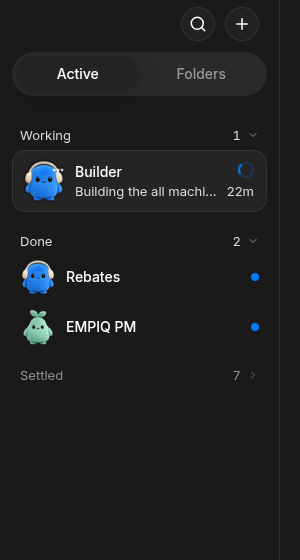 Active
Folders
Working 1
Builder
Building the all machi... 22m
Done 2
Rebates
EMPIQ PM
Settled 7